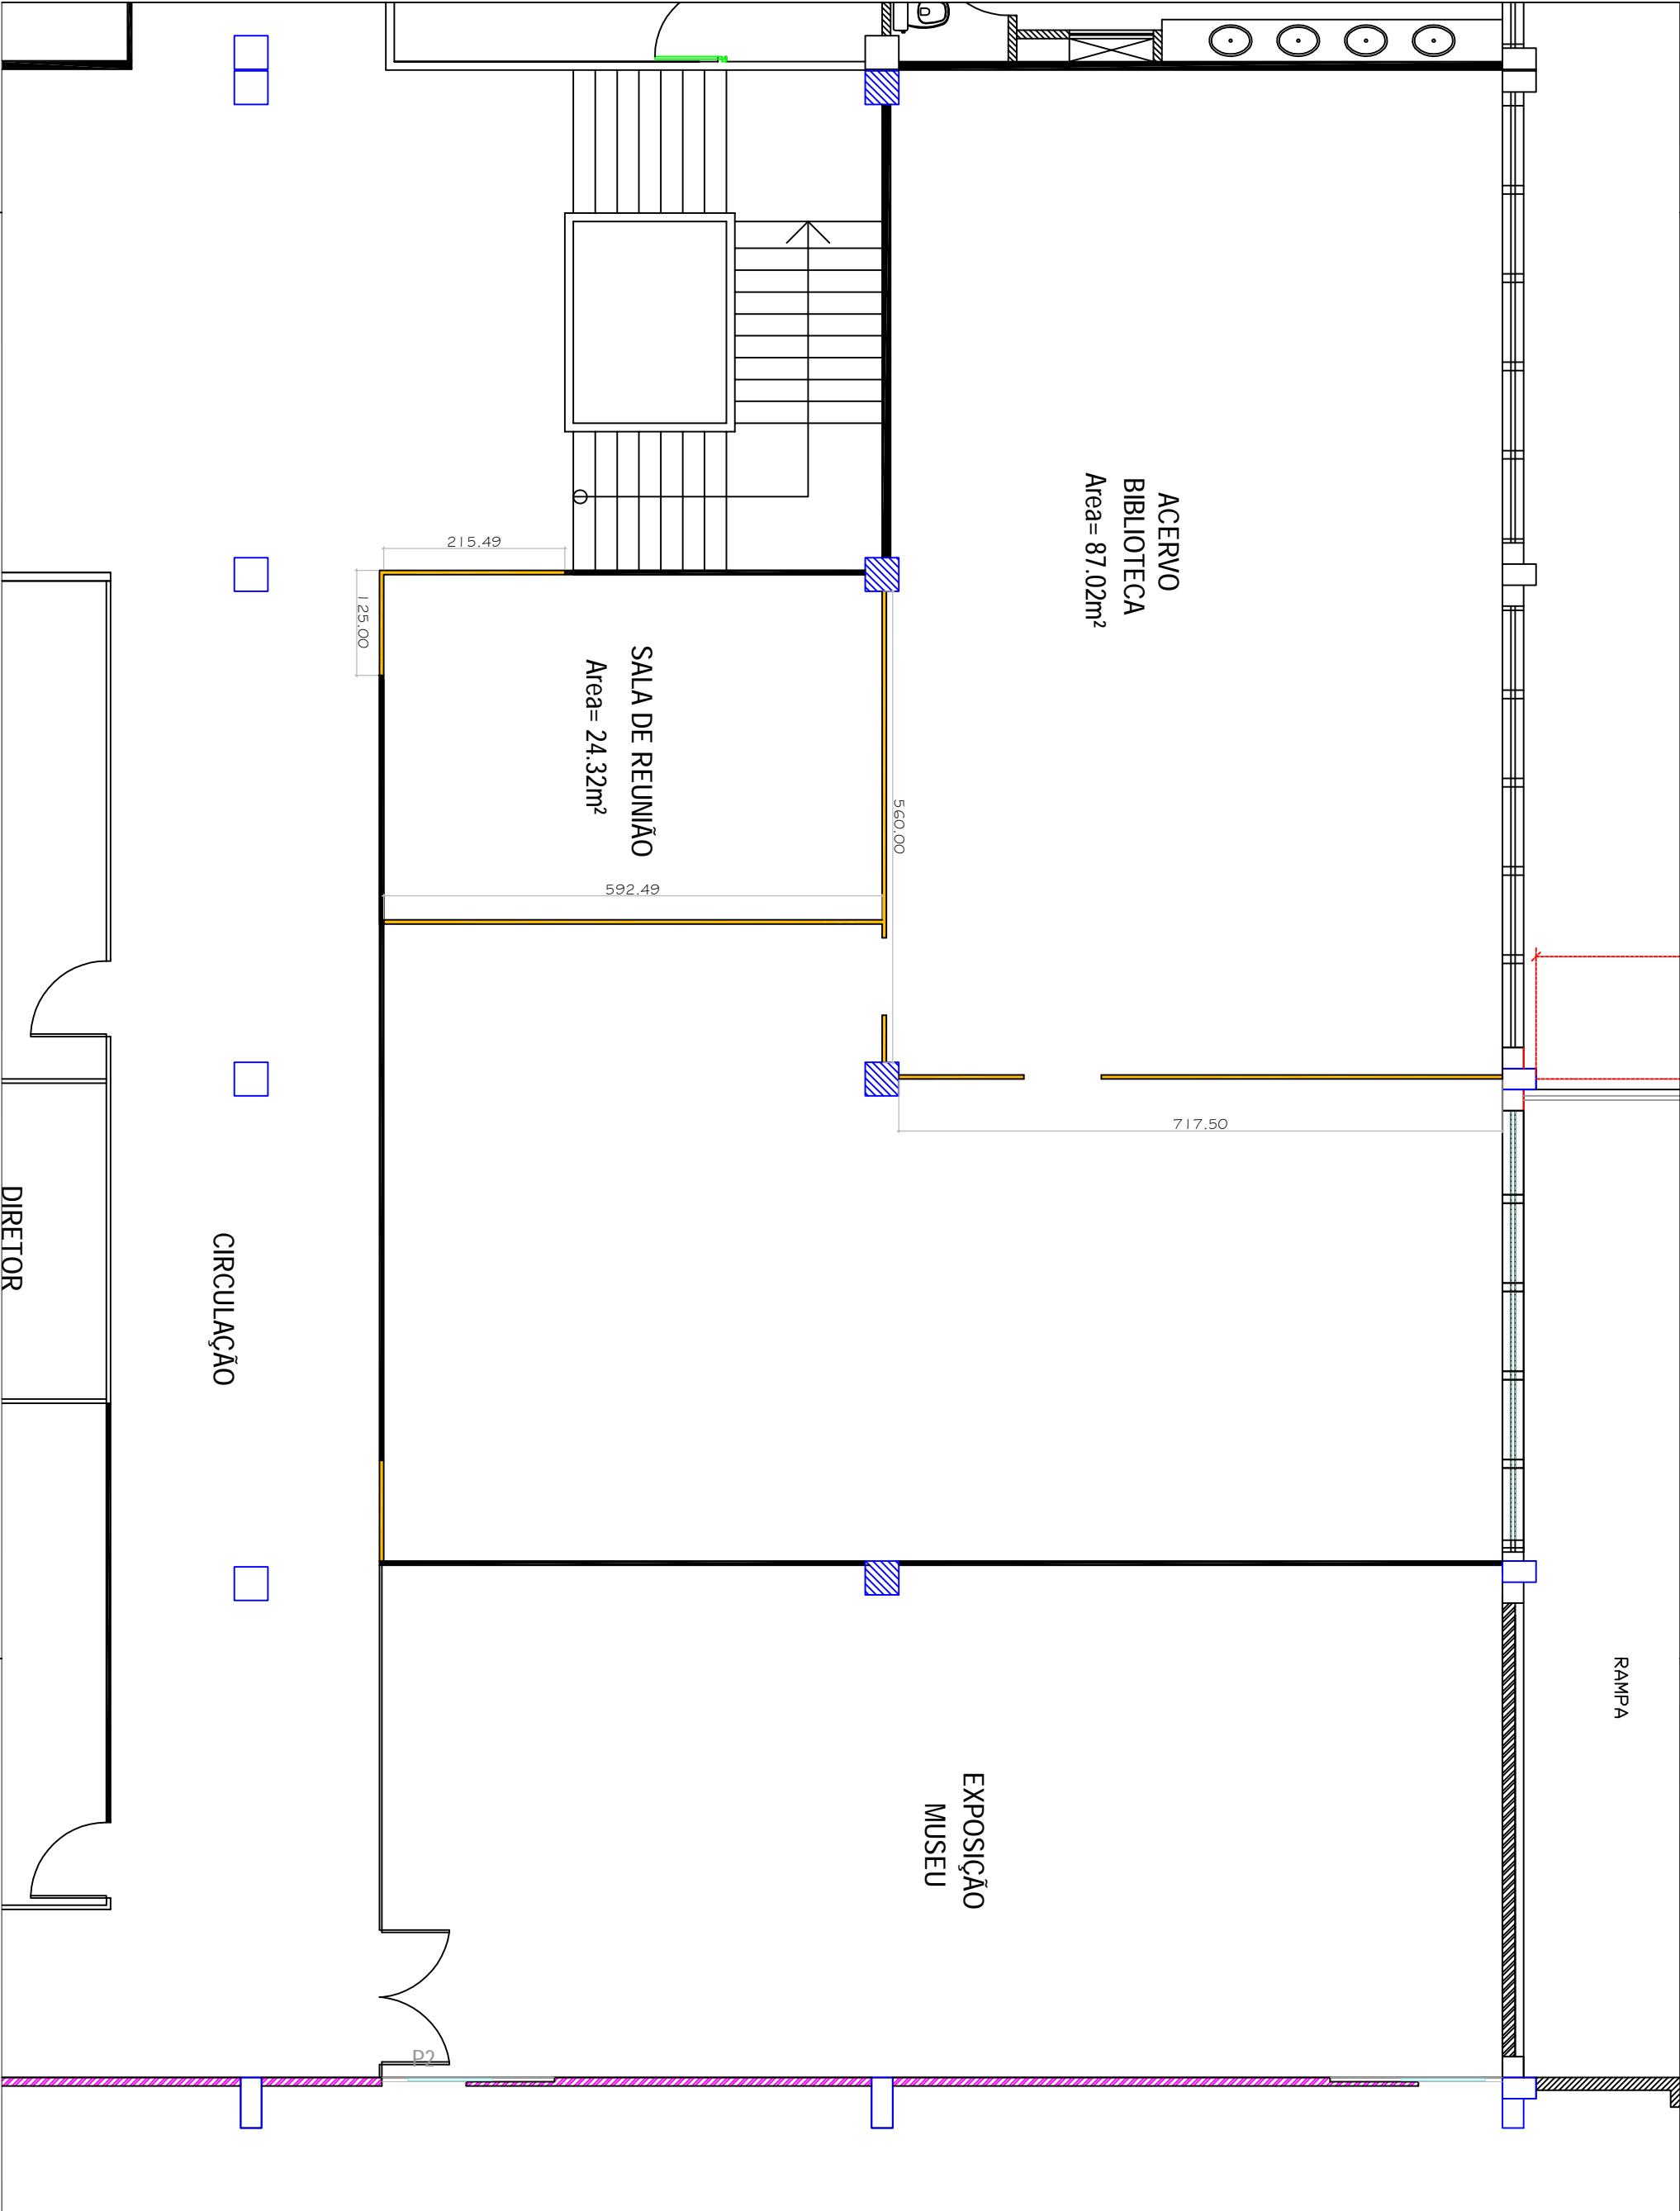 ACERVO
BIBLIOTECA
Area= 87.02m²
215.49
125.00
SALA DE REUNIÃO
Area= 24.32m²
560.00
592.49
717.50
DIRETOR
CIRCULAÇÃO
RAMPA
EXPOSIÇÃO
MUSEU
P2